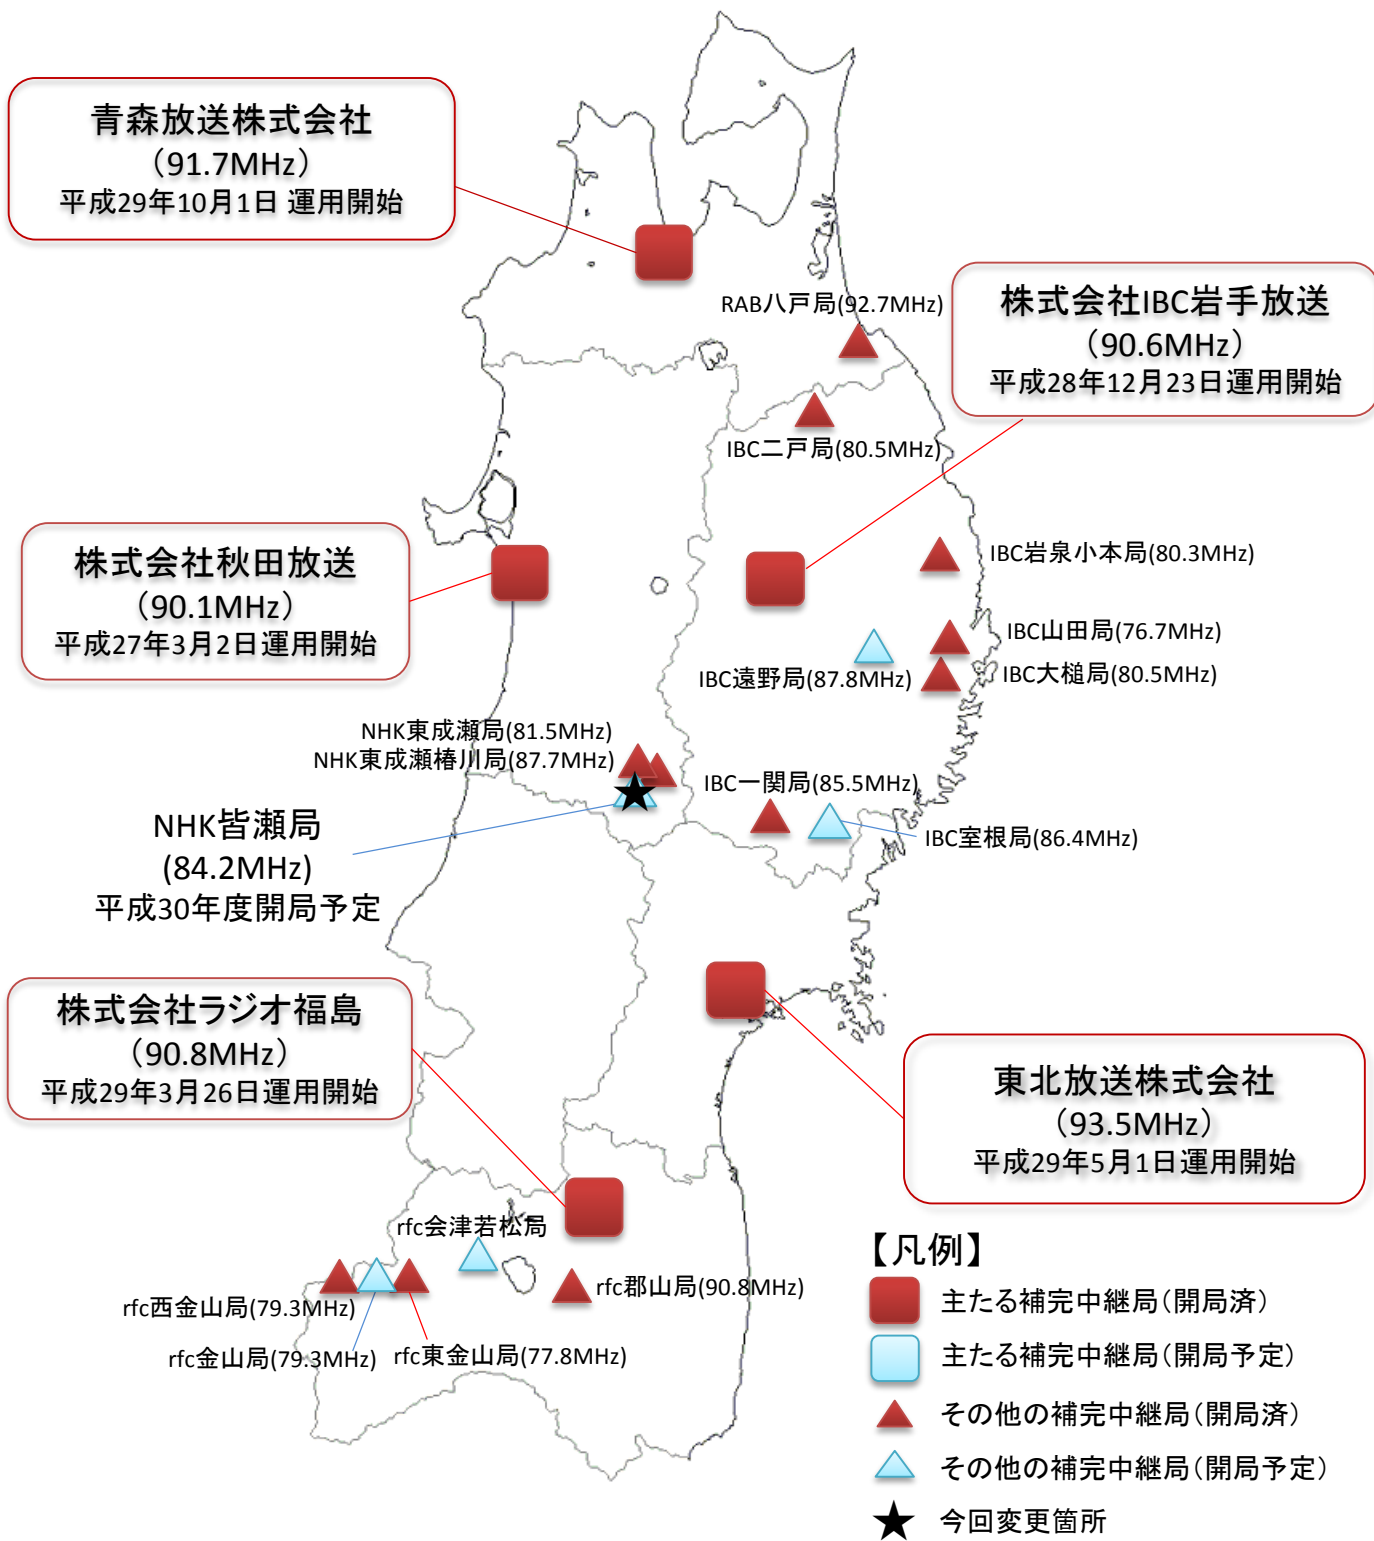 青森放送株式会社
（91.7MHz）
平成29年10月1日 運用開始
RAB八戸局(92.7MHz)
株式会社IBC岩手放送
（90.6MHz）
平成28年12月23日運用開始
IBC二戸局(80.5MHz)
株式会社秋田放送
（90.1MHz）
平成27年3月2日運用開始
IBC岩泉小本局(80.3MHz)
IBC山田局(76.7MHz)
IBC大槌局(80.5MHz)
IBC遠野局(87.8MHz)
NHK東成瀬局(81.5MHz)
NHK東成瀬椿川局(87.7MHz)
IBC一関局(85.5MHz)
IBC室根局(86.4MHz)
NHK皆瀬局
(84.2MHz)
平成30年度開局予定
株式会社ラジオ福島
（90.8MHz）
平成29年3月26日運用開始
東北放送株式会社
（93.5MHz）
平成29年5月1日運用開始
rfc会津若松局
rfc郡山局(90.8MHz)
rfc西金山局(79.3MHz)
rfc金山局(79.3MHz)
rfc東金山局(77.8MHz)
【凡例】
主たる補完中継局（開局済）
主たる補完中継局（開局予定）
その他の補完中継局（開局済）
その他の補完中継局（開局予定）
今回変更箇所